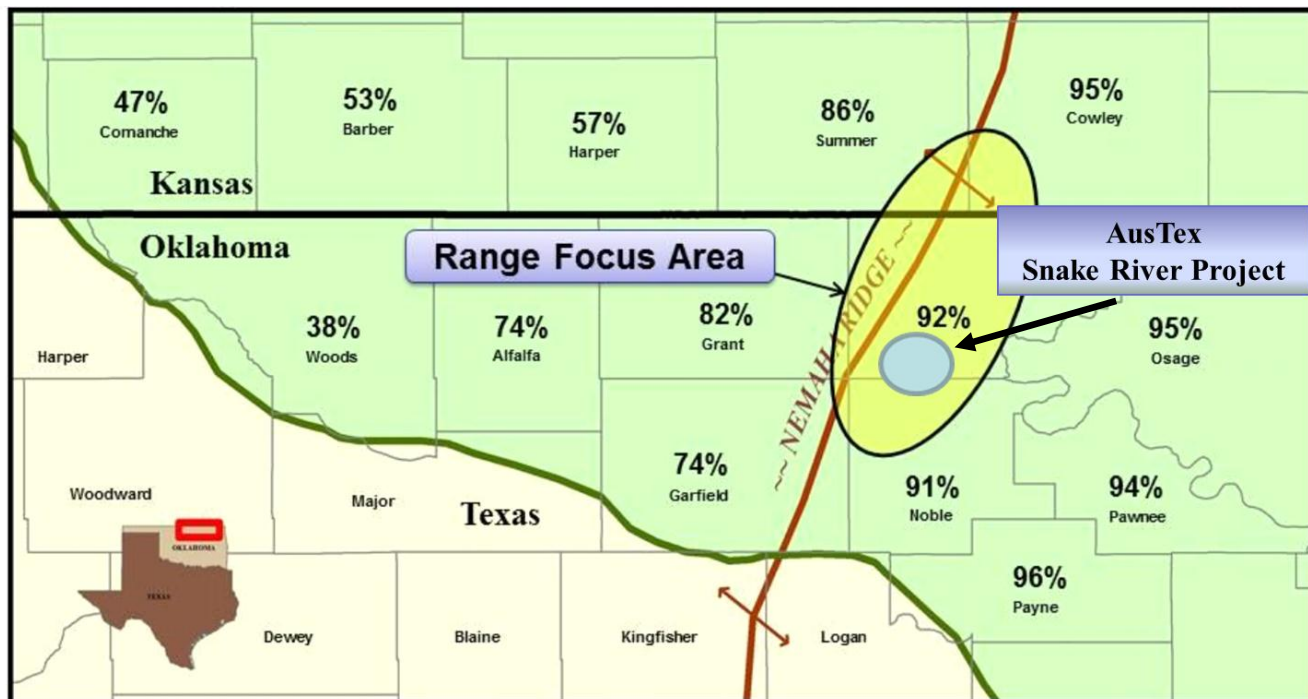 47%
Comanche
53%
Barber
57%
Harper
86%
Summer
95%
Cowley
Kansas
Oklahoma
Range Focus Area
AusTex
Snake River Project
~~ NEMAHA RIDGE ~~
Harper
38%
Woods
74%
Alfalfa
82%
Grant
92%
95%
Osage
Woodward
Major
Texas
74%
Garfield
91%
Noble
94%
Pawnee
OKLAHOMA
TEXAS
96%
Payne
Dewey
Blaine
Kingfisher
Logan